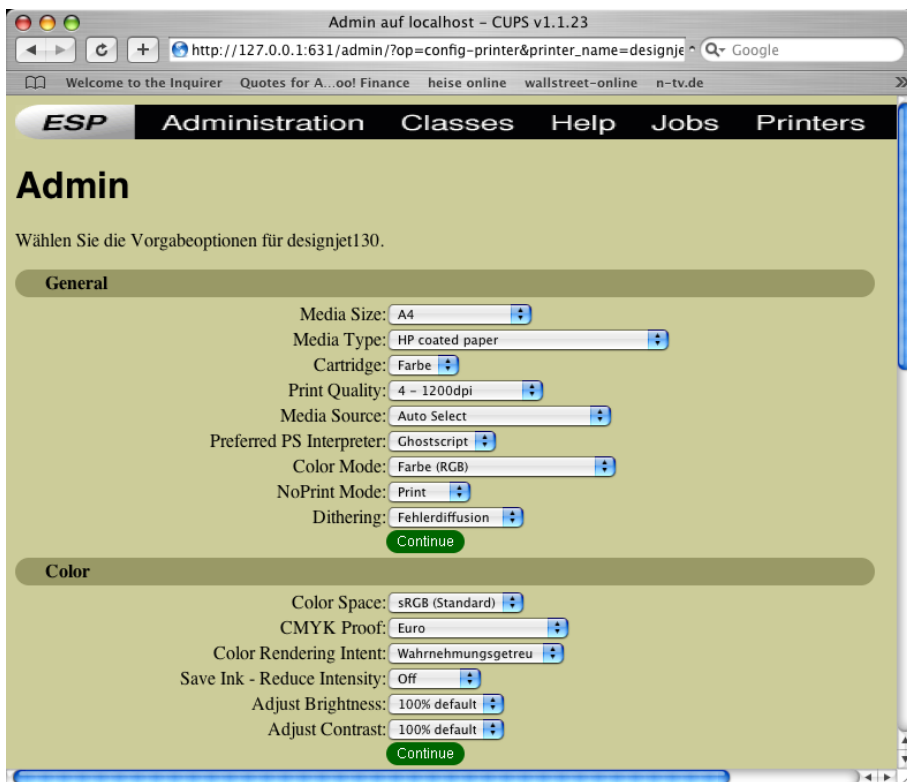 Admin auf localhost – CUPS v1.1.23
http://127.0.0.1:631/admin/?op=config-printer&printer_name=designje Google
Welcome to the Inquirer Quotes for A...oo! Finance heise online wallstreet-online n-tv.de
ESP Administration Classes Help Jobs Printers
Admin
Wählen Sie die Vorgabeoptionen für designjet130.
General
Media Size: A4
Media Type: HP coated paper
Cartridge: Farbe
Print Quality: 4 – 1200dpi
Media Source: Auto Select
Preferred PS Interpreter: Ghostscript
Color Mode: Farbe (RGB)
NoPrint Mode: Print
Dithering: Fehlerdiffusion
Continue
Color
Color Space: sRGB (Standard)
CMYK Proof: Euro
Color Rendering Intent: Wahrnehmungsgetreu
Save Ink - Reduce Intensity: Off
Adjust Brightness: 100% default
Adjust Contrast: 100% default
Continue